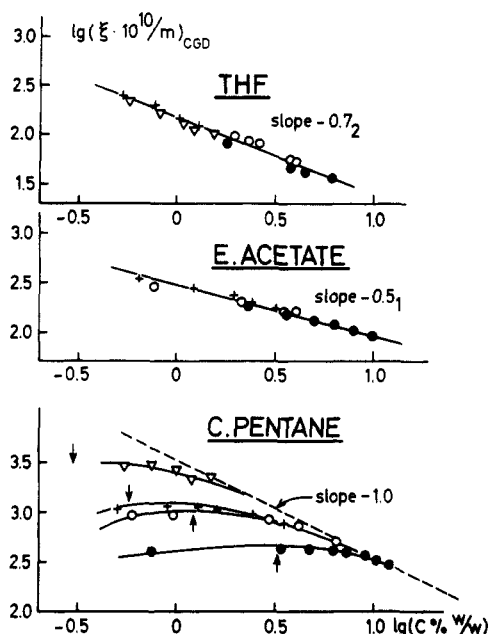 lg(ξ·10¹⁰/m)CGD
3.0
THF
2.5
slope -0.7₂
2.0
1.5
-0.5 0 0.5 1.0
3.0
E.ACETATE
2.5
slope -0.5₁
2.0
-0.5 0 0.5 1.0
4.0
C.PENTANE
3.5
slope -1.0
3.0
2.5
2.0
-0.5 0 0.5 1.0 lg(C % w/w)